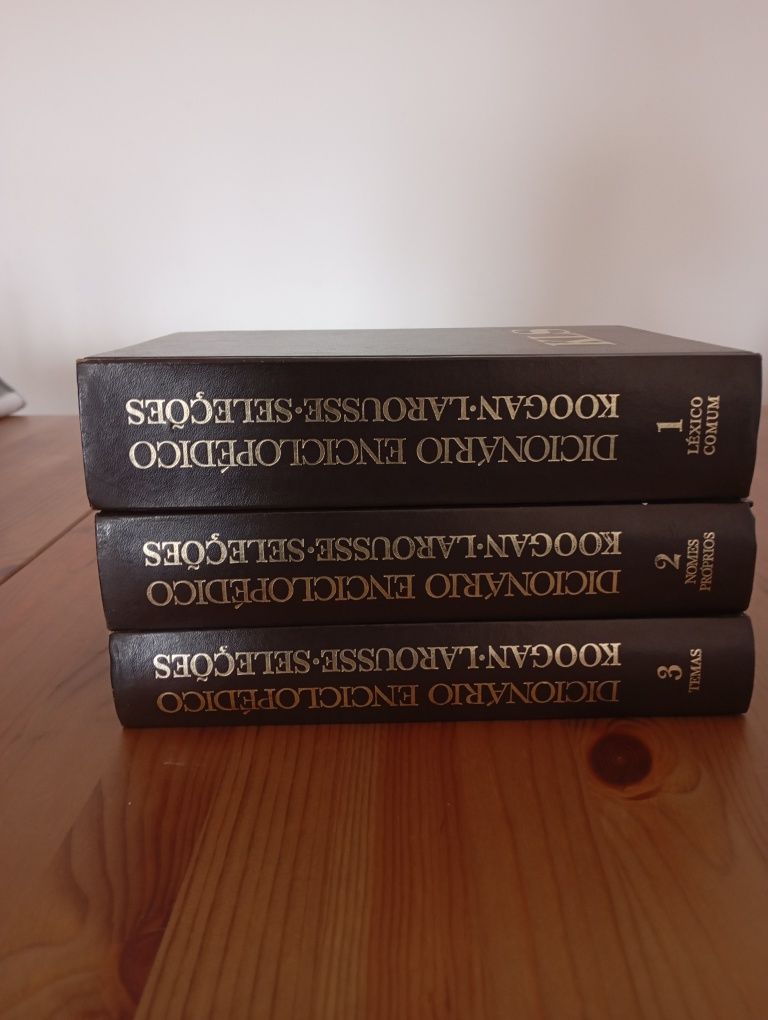 KLS
DICIONÁRIO ENCICLOPÉDICO
KOOGAN·LAROUSSE·SELEÇÕES
1
LÉXICO
COMUM
DICIONÁRIO ENCICLOPÉDICO
KOOGAN·LAROUSSE·SELEÇÕES
2
NOMES
PRÓPRIOS
DICIONÁRIO ENCICLOPÉDICO
KOOGAN·LAROUSSE·SELEÇÕES
3
TEMAS